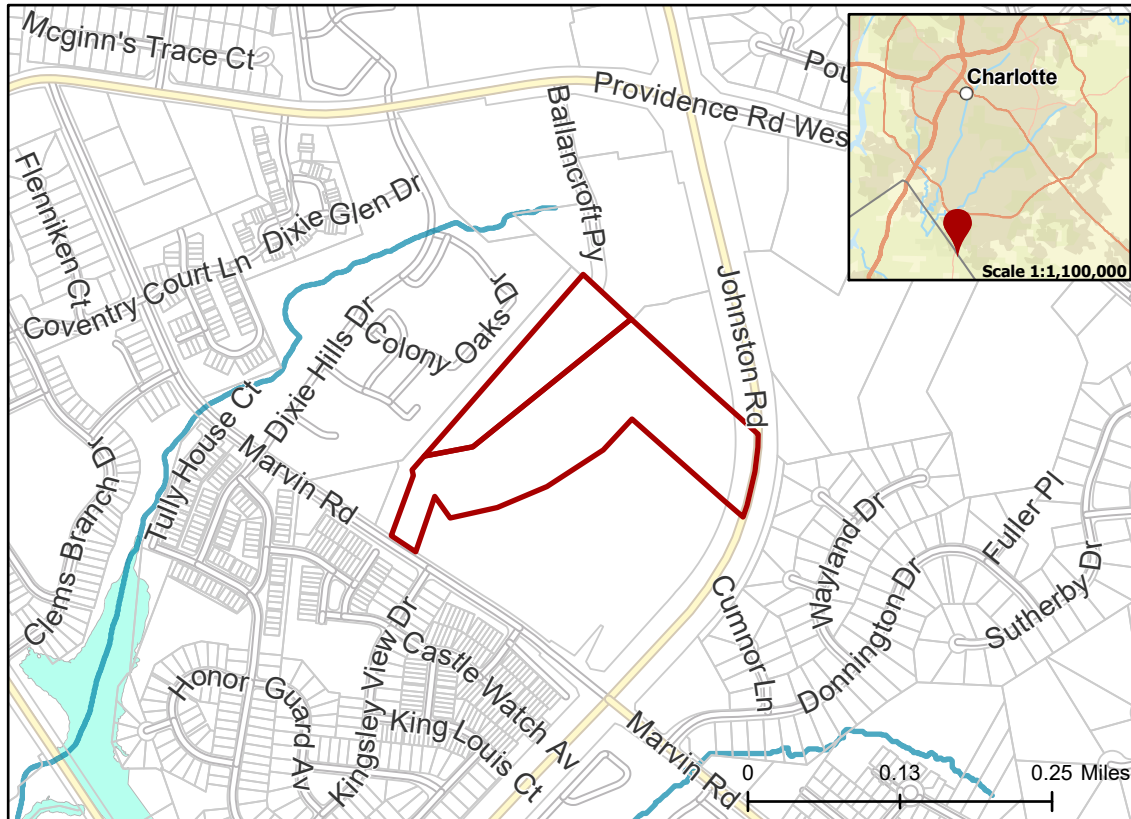 Mcginn's Trace Ct
Providence Rd Wes
Pou
Charlotte
Scale 1:1,100,000
Ballancroft Py
Flenniken Ct
Dixie Glen Dr
Coventry Court Ln
Colony Oaks Dr
Dixie Hills Dr
Johnston Rd
Tully House Ct
Marvin Rd
Clems Branch Dr
Wayland Dr
Fuller Pl
Donnington Dr
Sutherby Dr
Cumnor Ln
Castle Watch Av
Kingsley View Dr
Honor Guard Av
King Louis Ct
Marvin Rd
0 0.13 0.25 Miles